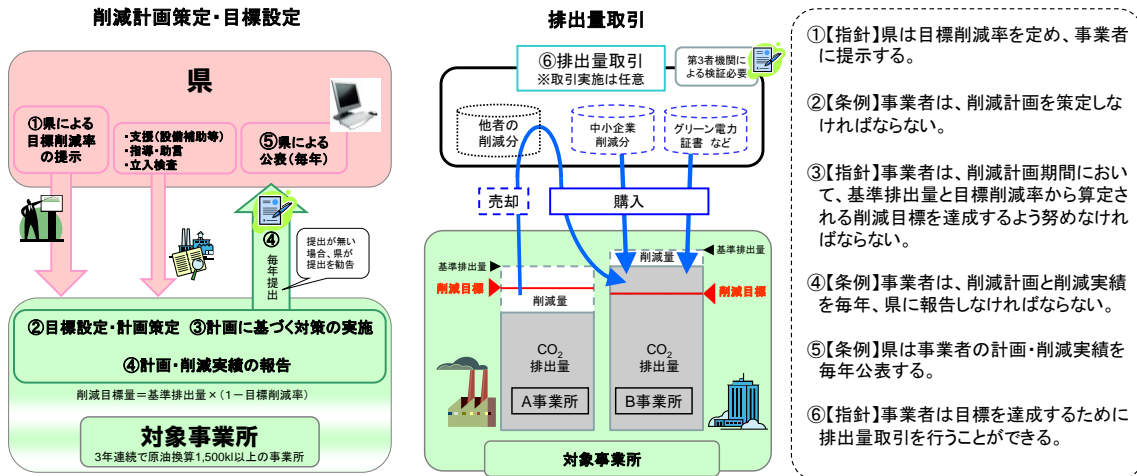 削減計画策定・目標設定
県
①県による
目標削減率
の提示
・支援(設備補助等)
・指導・助言
・立入検査
⑤県による
公表(毎年)
④
毎年提出
提出が無い
場合、県が
提出を勧告
②目標設定・計画策定 ③計画に基づく対策の実施
④計画・削減実績の報告
削減目標量=基準排出量×(1-目標削減率)
対象事業所
3年連続で原油換算1,500kl以上の事業所
排出量取引
⑥排出量取引
※取引実施は任意
第3者機関に
よる検証必要
他者の
削減分
中小企業
削減分
グリーン電力
証書 など
売却
購入
基準排出量
削減目標
削減量
CO2
排出量
A事業所
削減量
基準排出量
削減目標
CO2
排出量
B事業所
対象事業所
①【指針】県は目標削減率を定め、事業者
に提示する。
②【条例】事業者は、削減計画を策定しな
ければならない。
③【指針】事業者は、削減計画期間におい
て、基準排出量と目標削減率から算定さ
れる削減目標を達成するよう努めなけれ
ばならない。
④【条例】事業者は、削減計画と削減実績
を毎年、県に報告しなければならない。
⑤【条例】県は事業者の計画・削減実績を
毎年公表する。
⑥【指針】事業者は目標を達成するために
排出量取引を行うことができる。